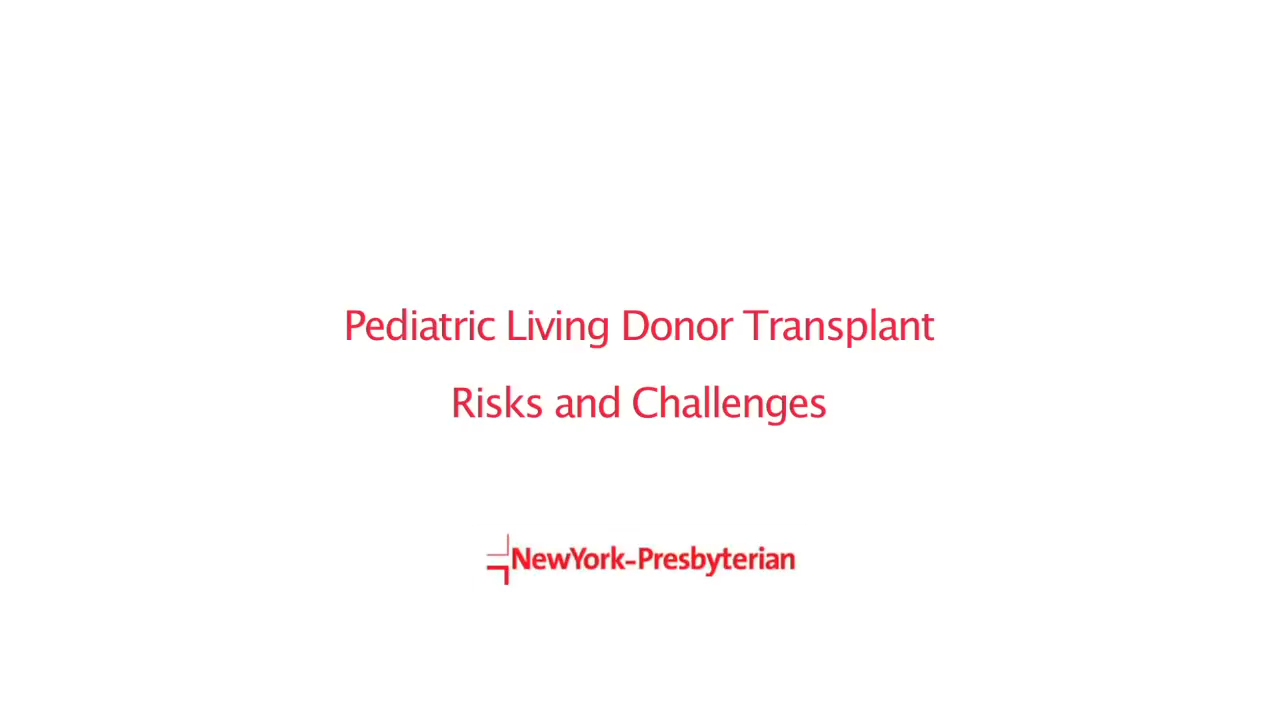 Pediatric Living Donor Transplant
Risks and Challenges
NewYork-Presbyterian